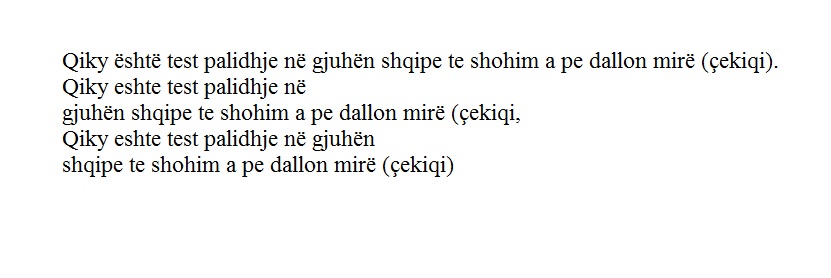 Qiky është test palidhje në gjuhën shqipe te shohim a pe dallon mirë (çekiqi).
Qiky eshte test palidhje në
gjuhën shqipe te shohim a pe dallon mirë (çekiqi,
Qiky eshte test palidhje në gjuhën
shqipe te shohim a pe dallon mirë (çekiqi)